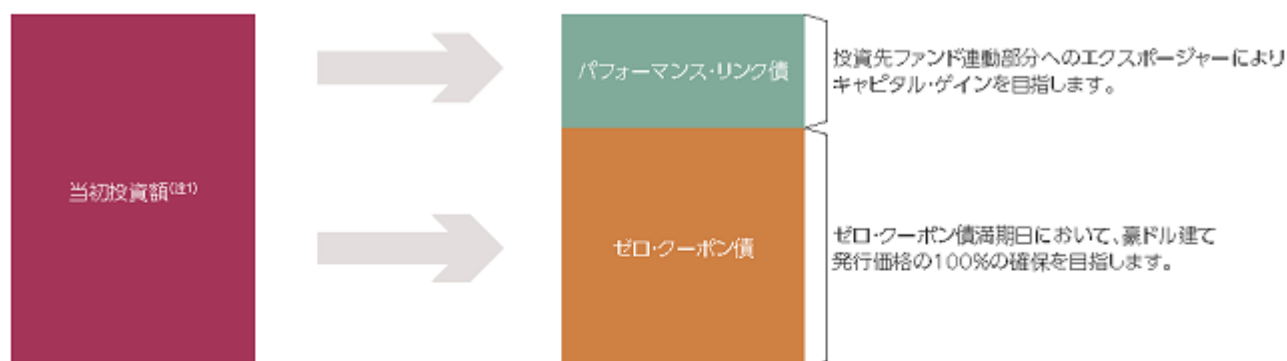 パフォーマンス・リンク債
投資先ファンド連動部分へのエクスポージャーにより
キャピタル・ゲインを目指します。
当初投資額(注1)
ゼロ・クーポン債
ゼロ・クーポン債満期日において、豪ドル建て
発行価格の100%の確保を目指します。